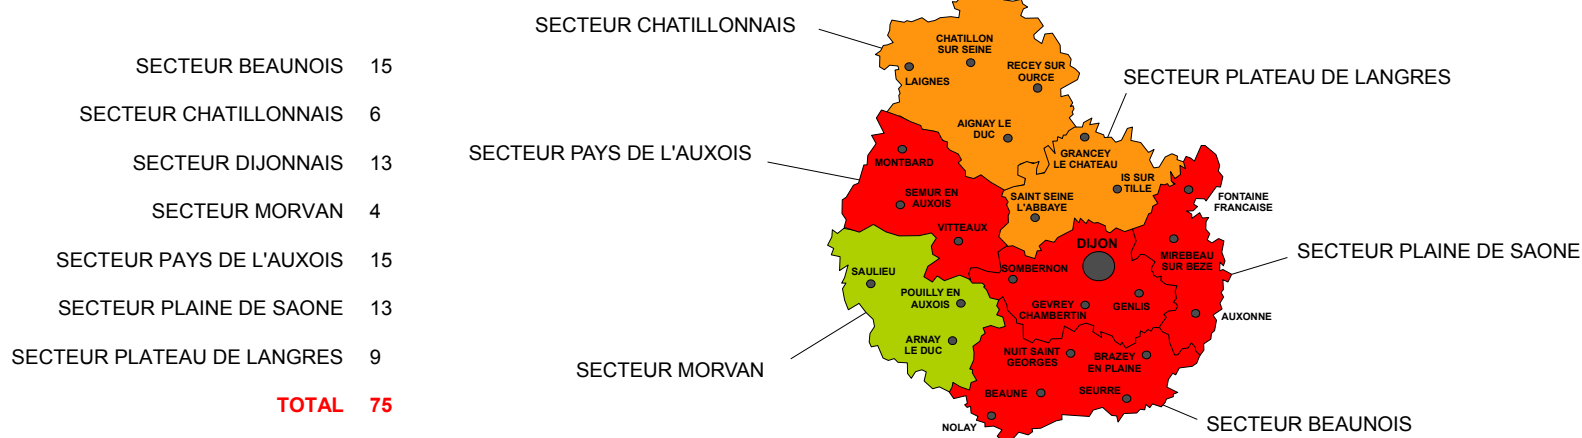 SECTEUR BEAUNOIS 15
SECTEUR CHATILLONNAIS 6
SECTEUR DIJONNAIS 13
SECTEUR MORVAN 4
SECTEUR PAYS DE L'AUXOIS 15
SECTEUR PLAINE DE SAONE 13
SECTEUR PLATEAU DE LANGRES 9
TOTAL 75
SECTEUR CHATILLONNAIS
CHATILLON
SUR SEINE
LAIGNES
RECEY SUR
OURCE
SECTEUR PLATEAU DE LANGRES
AIGNAY LE
DUC
SECTEUR PAYS DE L'AUXOIS
MONTBARD
GRANCEY
LE CHATEAU
IS SUR
TILLE
SEMUR EN
AUXOIS
SAINT SEINE
L'ABBAYE
FONTAINE
FRANCAISE
VITTEAUX
DIJON
MIREBEAU
SUR BEZE
SECTEUR PLAINE DE SAONE
SAULIEU
SOMBERNON
POUILLY EN
AUXOIS
GEVREY
CHAMBERTIN
GENLIS
AUXONNE
ARNAY
LE DUC
NUIT SAINT
GEORGES
BRAZEY
EN PLAINE
SECTEUR MORVAN
BEAUNE
SEURRE
NOLAY
SECTEUR BEAUNOIS